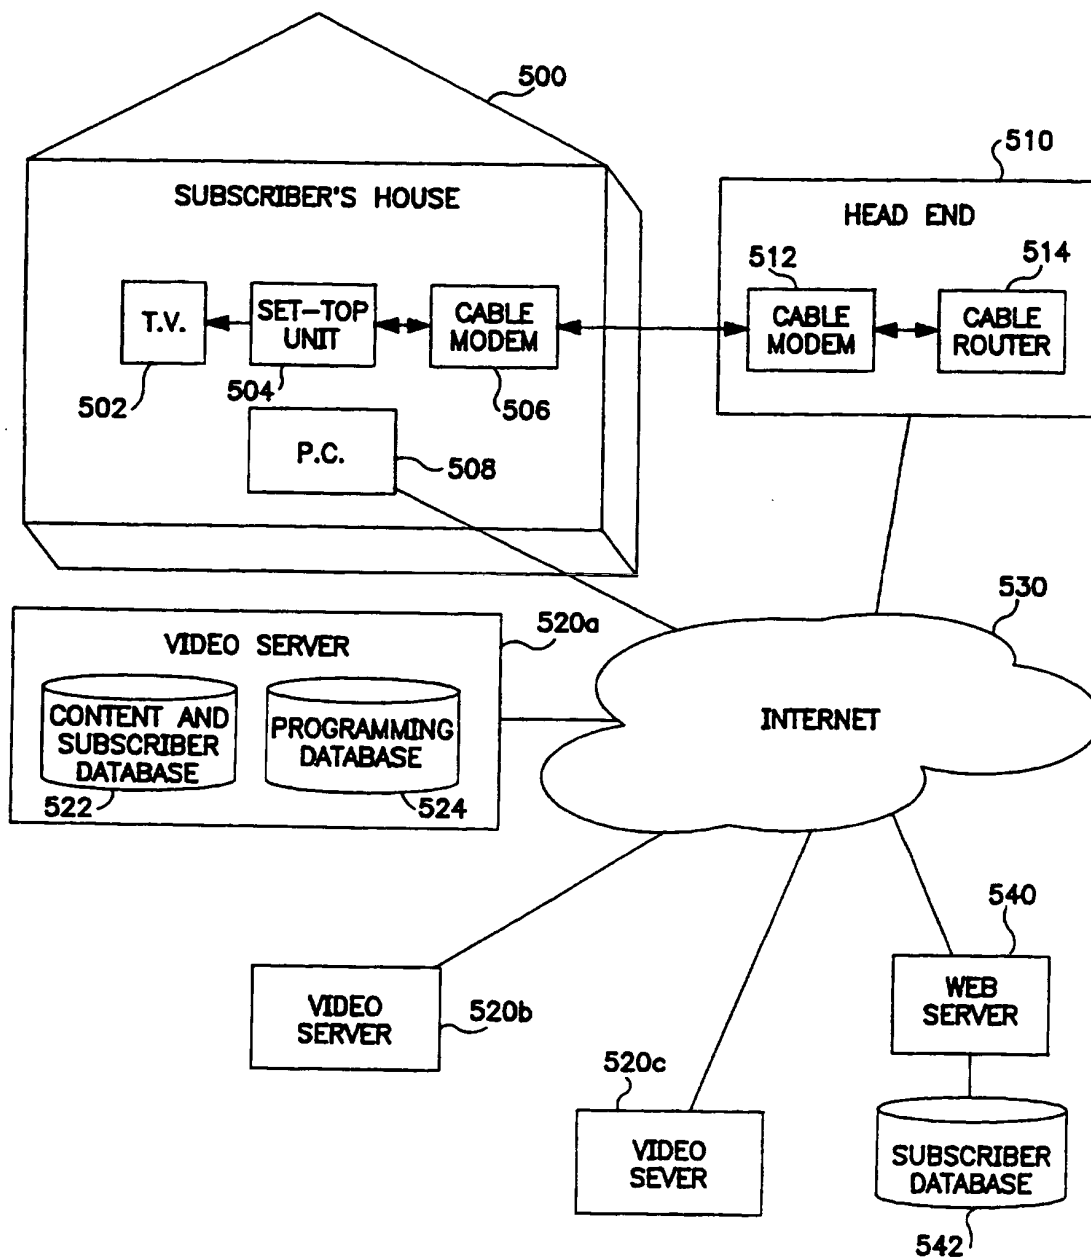 500
SUBSCRIBER'S HOUSE
T.V.
502
SET-TOP
UNIT
504
CABLE
MODEM
506
P.C.
508
510
HEAD END
512
CABLE
MODEM
514
CABLE
ROUTER
520a
VIDEO SERVER
CONTENT AND
SUBSCRIBER
DATABASE
522
PROGRAMMING
DATABASE
524
530
INTERNET
VIDEO
SERVER
520b
520c
VIDEO
SEVER
540
WEB
SERVER
SUBSCRIBER
DATABASE
542